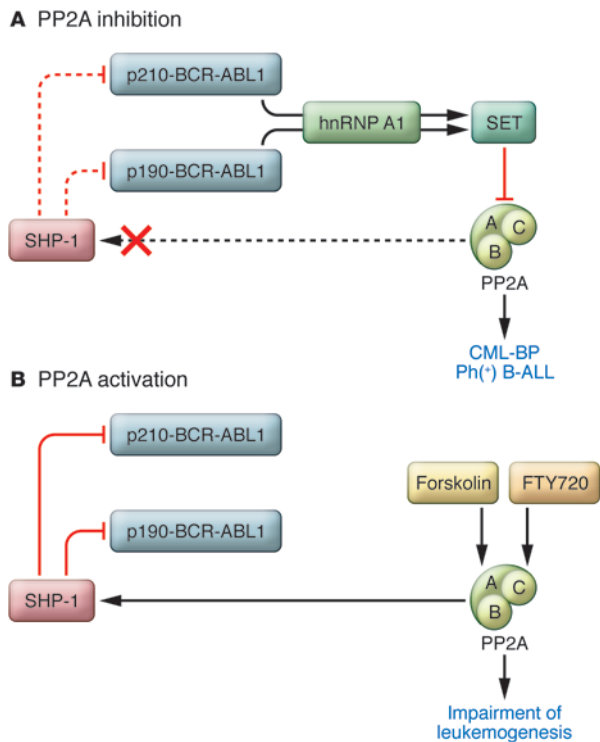 A PP2A inhibition
p210-BCR-ABL1
hnRNP A1
SET
p190-BCR-ABL1
SHP-1
A
C
B
PP2A
CML-BP
Ph(+) B-ALL
B PP2A activation
p210-BCR-ABL1
Forskolin
FTY720
p190-BCR-ABL1
SHP-1
A
C
B
PP2A
Impairment of
leukemogenesis